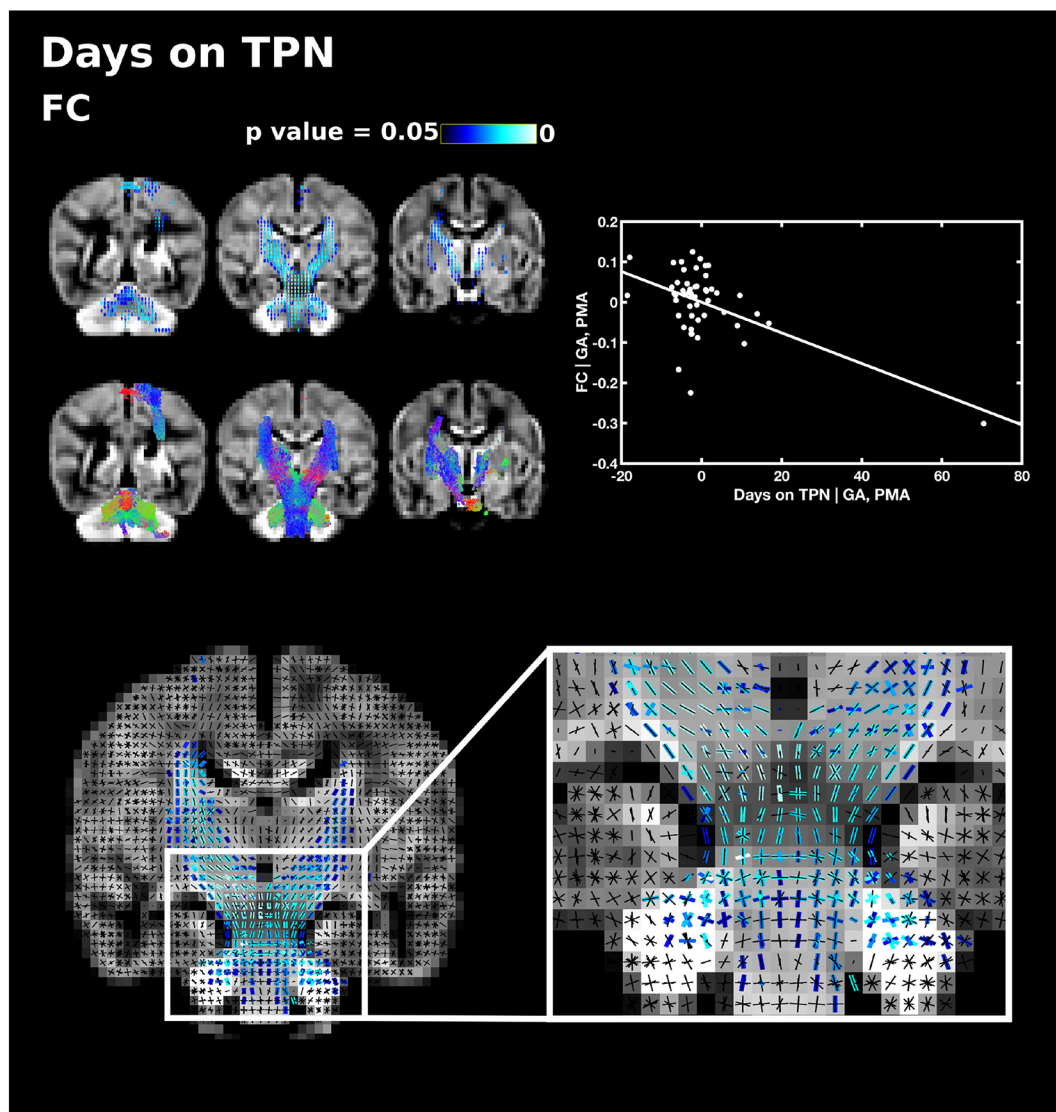 Days on TPN
FC
p value = 0.05 0
0.2
0.1
0
-0.1
-0.2
-0.3
-0.4
FC | GA, PMA
-20 0 20 40 60 80
Days on TPN | GA, PMA